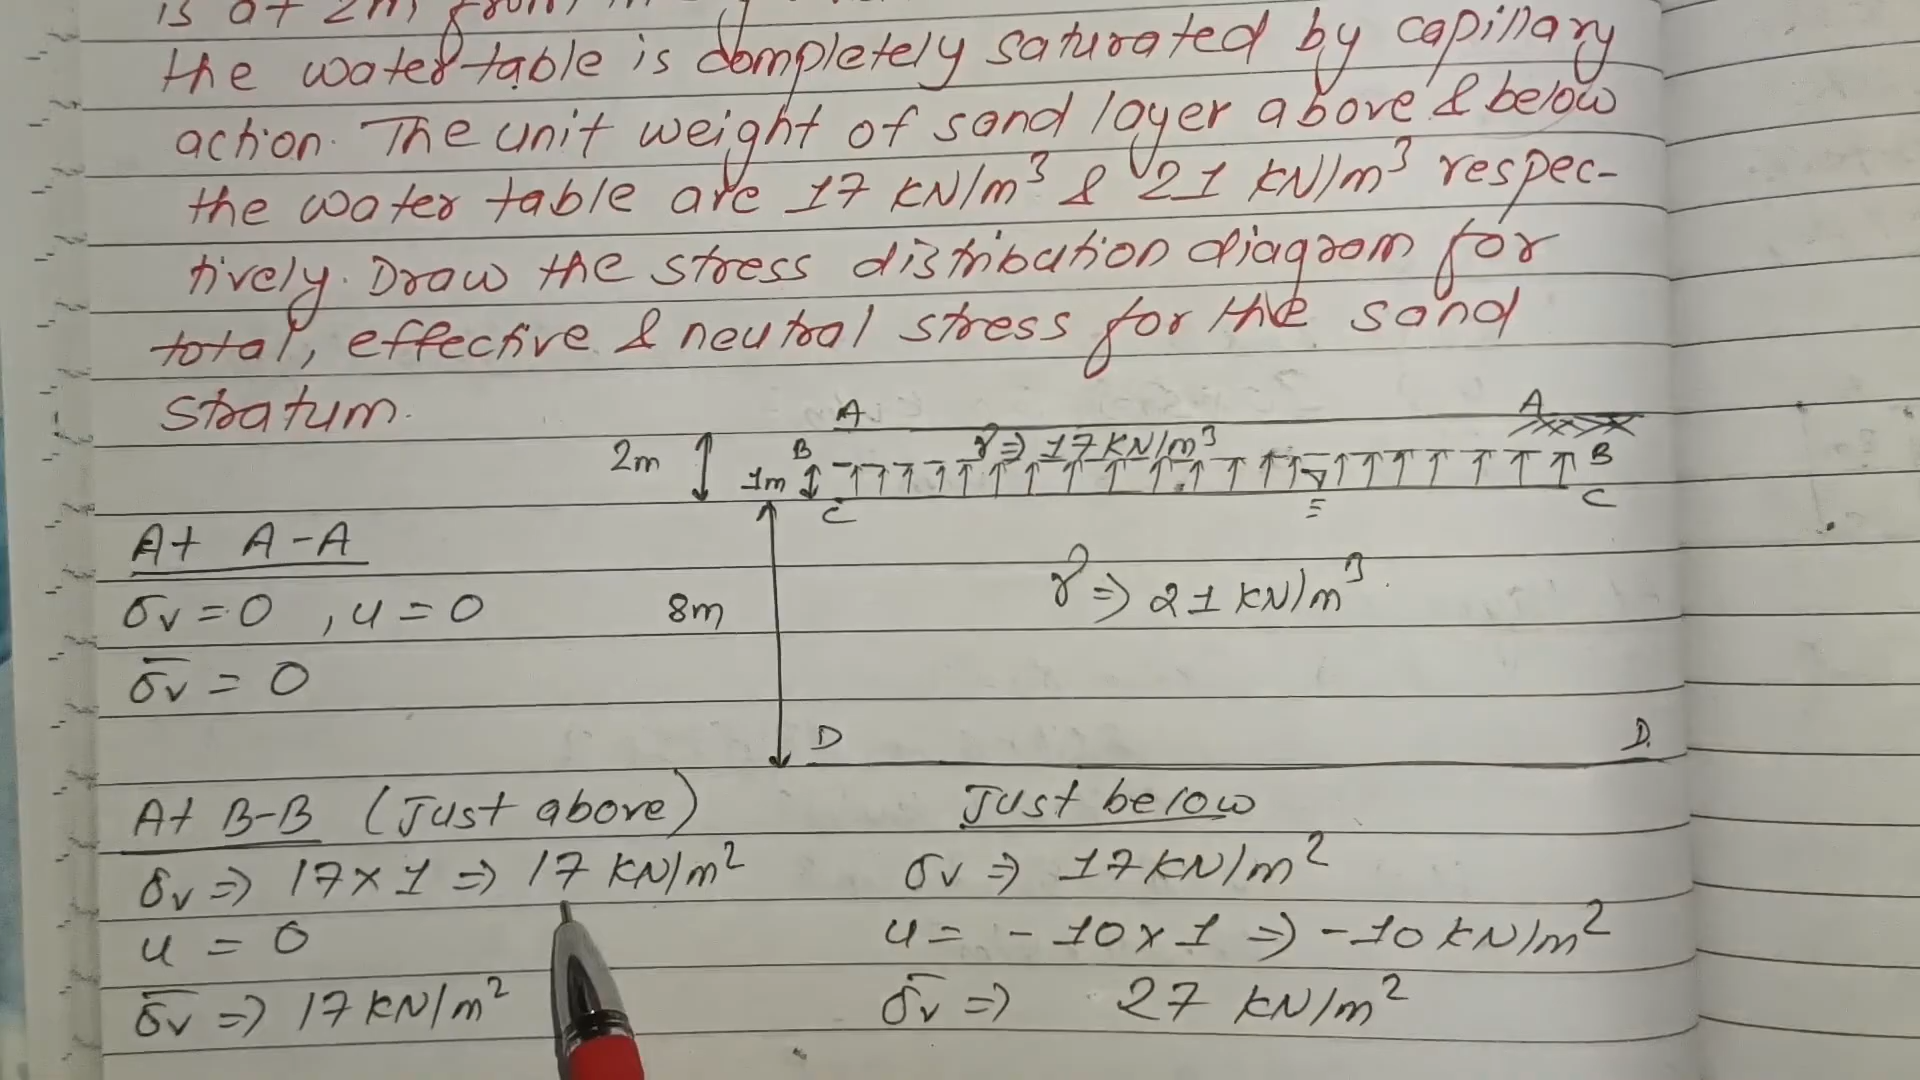 is at 2m from
the water table is completely saturated by capillary
action. The unit weight of sand layer above & below
the water table are 17 KN/m³ & 21 KN/m³ respec-
tively. Draw the stress distribution diagram for
total, effective & neutral stress for the sand
stratum.
A A
2m B γ⇒ 17 KN/m³ B
1m
C C
At A-A
γ⇒ 21 KN/m³
σv = 0 , u = 0 8m
σ̄v = 0
D D
At B-B (Just above) Just below
σv ⇒ 17×1 ⇒ 17 KN/m² σv ⇒ 17 KN/m²
u = 0 u = -10×1 ⇒ -10 KN/m²
σ̄v ⇒ 17 KN/m² σ̄v ⇒ 27 KN/m²